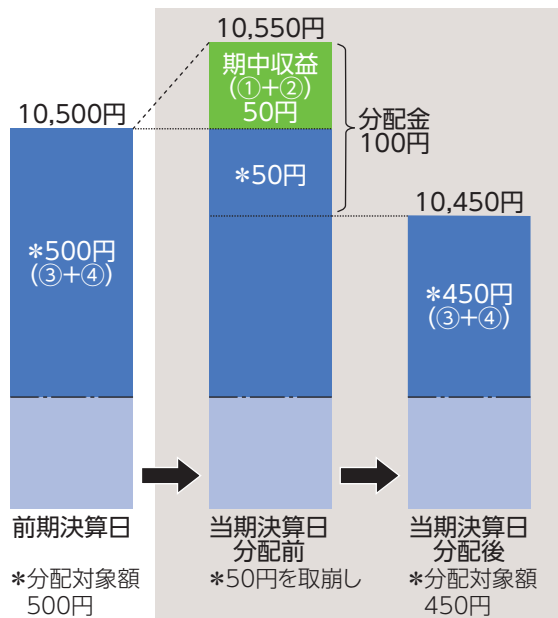 10,550円
期中収益
(①+②)
50円
分配金
100円
10,500円
*50円
10,450円
*500円
(③+④)
*450円
(③+④)
前期決算日
当期決算日
分配前
当期決算日
分配後
*分配対象額
500円
*50円を取崩し
*分配対象額
450円